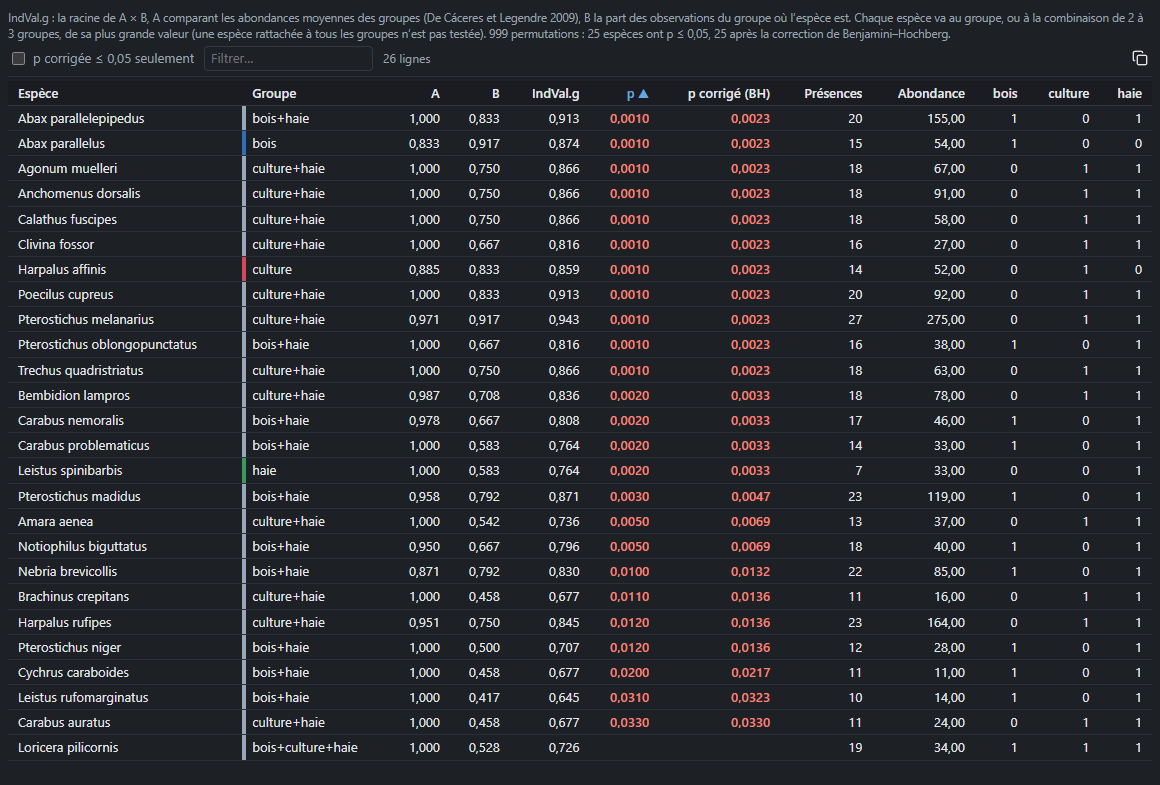 IndVal.g : la racine de A × B, A comparant les abondances moyennes des groupes (De Cáceres et Legendre 2009), B la part des observations du groupe où l'espèce est. Chaque espèce va au groupe, ou à la combinaison de 2 à
3 groupes, de sa plus grande valeur (une espèce rattachée à tous les groupes n'est pas testée). 999 permutations : 25 espèces ont p ≤ 0,05, 25 après la correction de Benjamini–Hochberg.
p corrigée ≤ 0,05 seulement Filtrer... 26 lignes
Espèce Groupe A B IndVal.g p ▲ p corrigé (BH) Présences Abondance bois culture haie
Abax parallelepipedus bois+haie 1,000 0,833 0,913 0,0010 0,0023 20 155,00 1 0 1
Abax parallelus bois 0,833 0,917 0,874 0,0010 0,0023 15 54,00 1 0 0
Agonum muelleri culture+haie 1,000 0,750 0,866 0,0010 0,0023 18 67,00 0 1 1
Anchomenus dorsalis culture+haie 1,000 0,750 0,866 0,0010 0,0023 18 91,00 0 1 1
Calathus fuscipes culture+haie 1,000 0,750 0,866 0,0010 0,0023 18 58,00 0 1 1
Clivina fossor culture+haie 1,000 0,667 0,816 0,0010 0,0023 16 27,00 0 1 1
Harpalus affinis culture 0,885 0,833 0,859 0,0010 0,0023 14 52,00 0 1 0
Poecilus cupreus culture+haie 1,000 0,833 0,913 0,0010 0,0023 20 92,00 0 1 1
Pterostichus melanarius culture+haie 0,971 0,917 0,943 0,0010 0,0023 27 275,00 0 1 1
Pterostichus oblongopunctatus bois+haie 1,000 0,667 0,816 0,0010 0,0023 16 38,00 1 0 1
Trechus quadristriatus culture+haie 1,000 0,750 0,866 0,0010 0,0023 18 63,00 0 1 1
Bembidion lampros culture+haie 0,987 0,708 0,836 0,0020 0,0033 18 78,00 0 1 1
Carabus nemoralis bois+haie 0,978 0,667 0,808 0,0020 0,0033 17 46,00 1 0 1
Carabus problematicus bois+haie 1,000 0,583 0,764 0,0020 0,0033 14 33,00 1 0 1
Leistus spinibarbis haie 1,000 0,583 0,764 0,0020 0,0033 7 33,00 0 0 1
Pterostichus madidus bois+haie 0,958 0,792 0,871 0,0030 0,0047 23 119,00 1 0 1
Amara aenea culture+haie 1,000 0,542 0,736 0,0050 0,0069 13 37,00 0 1 1
Notiophilus biguttatus bois+haie 0,950 0,667 0,796 0,0050 0,0069 18 40,00 1 0 1
Nebria brevicollis bois+haie 0,871 0,792 0,830 0,0100 0,0132 22 85,00 1 0 1
Brachinus crepitans culture+haie 1,000 0,458 0,677 0,0110 0,0136 11 16,00 0 1 1
Harpalus rufipes culture+haie 0,951 0,750 0,845 0,0120 0,0136 23 164,00 0 1 1
Pterostichus niger bois+haie 1,000 0,500 0,707 0,0120 0,0136 12 28,00 1 0 1
Cychrus caraboides bois+haie 1,000 0,458 0,677 0,0200 0,0217 11 11,00 1 0 1
Leistus rufomarginatus bois+haie 1,000 0,417 0,645 0,0310 0,0323 10 14,00 1 0 1
Carabus auratus culture+haie 1,000 0,458 0,677 0,0330 0,0330 11 24,00 0 1 1
Loricera pilicornis bois+culture+haie 1,000 0,528 0,726 19 34,00 1 1 1